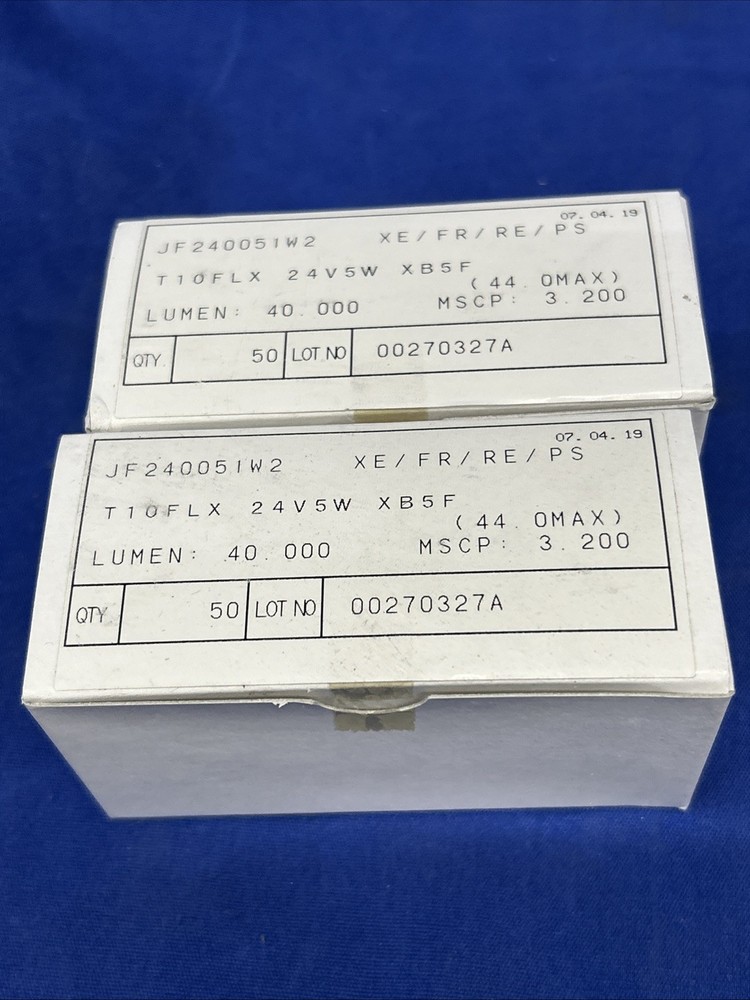 07. 04. 19
JF240051W2 XE/FR/RE/PS
T10FLX 24V5W XB5F
(44. 0MAX)
LUMEN: 40. 000 MSCP: 3. 200
QTY. 50 LOT NO 00270327A
07. 04. 19
JF240051W2 XE/FR/RE/PS
T10FLX 24V5W XB5F
(44. 0MAX)
LUMEN: 40. 000 MSCP: 3. 200
QTY. 50 LOT NO 00270327A